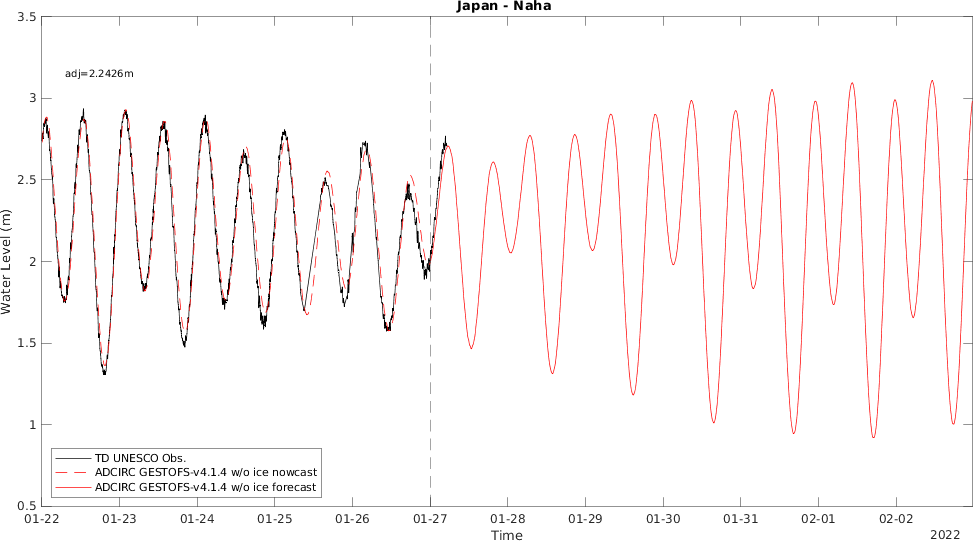 Japan - Naha
3.5
3
2.5
2
1.5
1
0.5
Water Level (m)
adj=2.2426m
TD UNESCO Obs.
ADCIRC GESTOFS-v4.1.4 w/o ice nowcast
ADCIRC GESTOFS-v4.1.4 w/o ice forecast
01-22 01-23 01-24 01-25 01-26 01-27 01-28 01-29 01-30 01-31 02-01 02-02
Time
2022